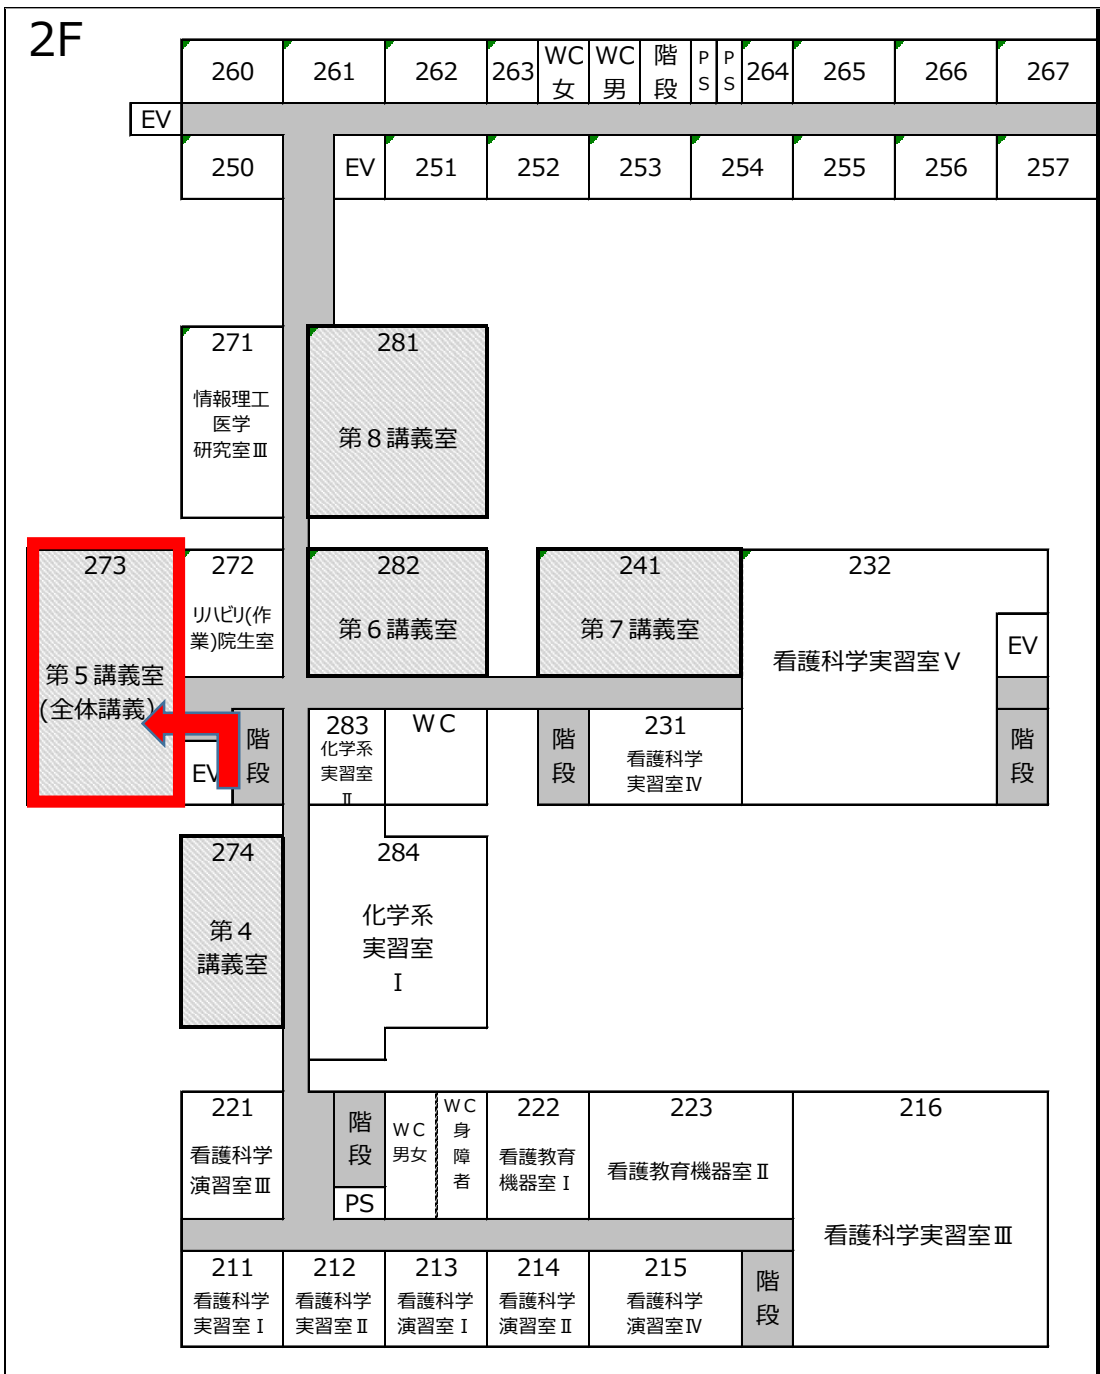 2F
260 261 262 263 WC女 WC男 階段 PS PS 264 265 266 267
EV
250 EV 251 252 253 254 255 256 257
271
情報理工
医学
研究室Ⅲ
281
第８講義室
273
第５講義室
(全体講義)
272
ﾘﾊﾋﾞﾘ(作
業)院生室
282
第６講義室
241
第７講義室
232
看護科学実習室Ⅴ
EV
階段
EV
階段
283
化学系
実習室
Ⅱ
ＷＣ
階段
231
看護科学
実習室Ⅳ
階段
274
第４
講義室
284
化学系
実習室
Ⅰ
221
看護科学
演習室Ⅲ
階段
PS
ＷＣ
男女
ＷＣ
身
障
者
222
看護教育
機器室Ⅰ
223
看護教育機器室Ⅱ
216
看護科学実習室Ⅲ
211
看護科学
実習室Ⅰ
212
看護科学
実習室Ⅱ
213
看護科学
演習室Ⅰ
214
看護科学
演習室Ⅱ
215
看護科学
演習室Ⅳ
階段